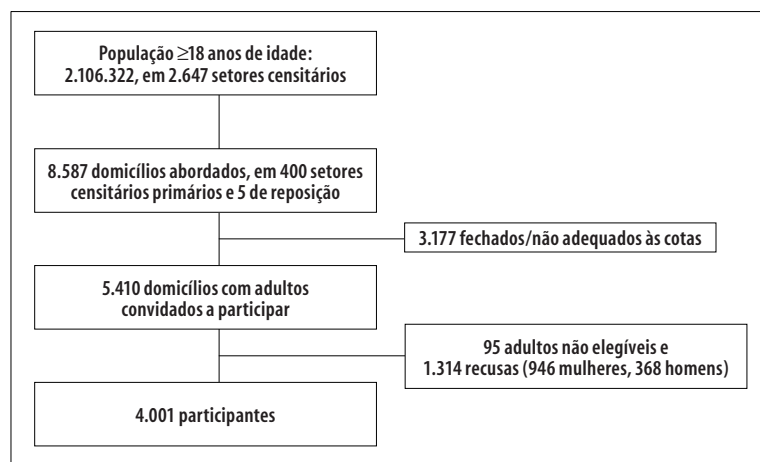 População ≥18 anos de idade:
2.106.322, em 2.647 setores censitários
8.587 domicílios abordados, em 400 setores
censitários primários e 5 de reposição
3.177 fechados/não adequados às cotas
5.410 domicílios com adultos
convidados a participar
95 adultos não elegíveis e
1.314 recusas (946 mulheres, 368 homens)
4.001 participantes